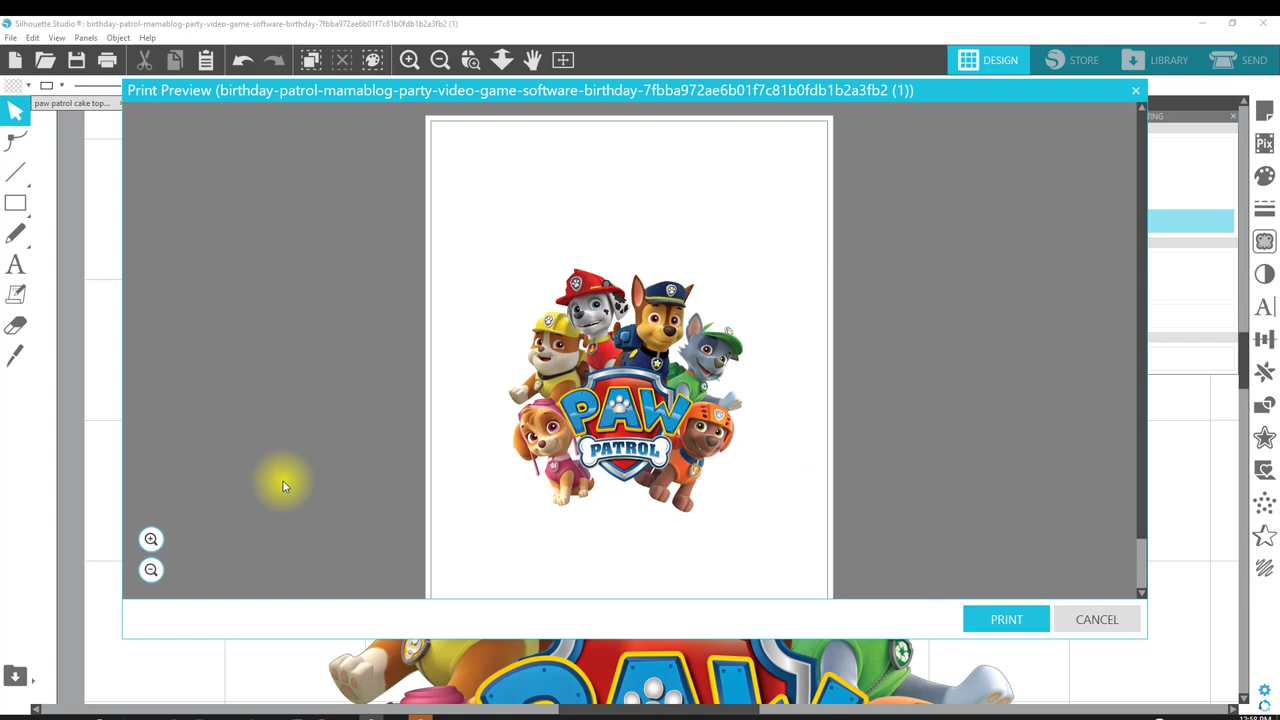 Silhouette Studio®: birthday-patrol-mamablog-party-video-game-software-birthday-7fbba972ae6b01f7c81b0fdb1b2a3fb2 (1)
File Edit View Panels Object Help
DESIGN STORE LIBRARY SEND
paw patrol cake top...
Print Preview (birthday-patrol-mamablog-party-video-game-software-birthday-7fbba972ae6b01f7c81b0fdb1b2a3fb2 (1))
Pix
PAW
PATROL
PRINT CANCEL